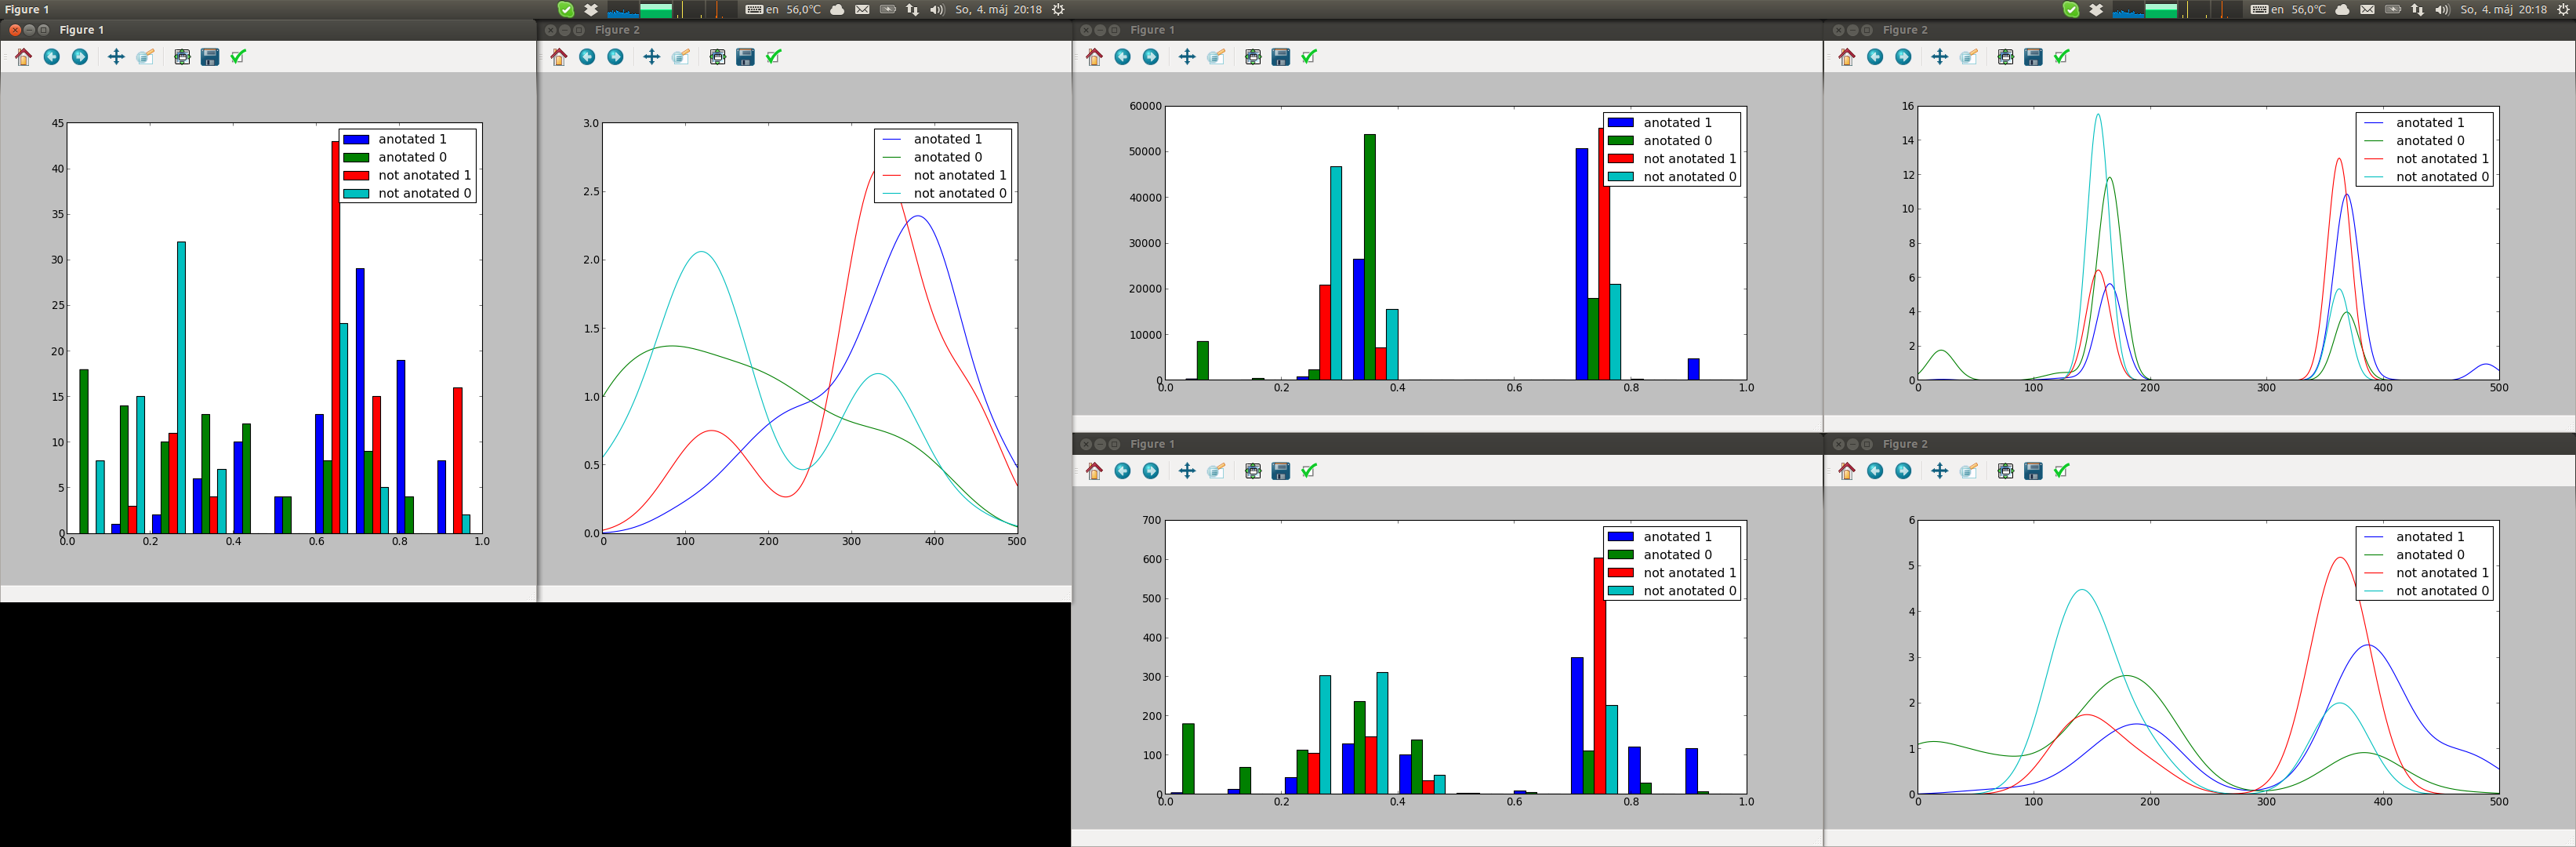 Figure 1
en 56,0°C So, 4. máj 20:18
en 56,0°C So, 4. máj 20:18
Figure 1
45
40
35
30
25
20
15
10
5
0
0.0 0.2 0.4 0.6 0.8 1.0
anotated 1
anotated 0
not anotated 1
not anotated 0
Figure 2
3.0
2.5
2.0
1.5
1.0
0.5
0.0
0 100 200 300 400 500
anotated 1
anotated 0
not anotated 1
not anotated 0
Figure 1
60000
50000
40000
30000
20000
10000
0
0.0 0.2 0.4 0.6 0.8 1.0
anotated 1
anotated 0
not anotated 1
not anotated 0
Figure 2
16
14
12
10
8
6
4
2
0
0 100 200 300 400 500
anotated 1
anotated 0
not anotated 1
not anotated 0
Figure 1
700
600
500
400
300
200
100
0
0.0 0.2 0.4 0.6 0.8 1.0
anotated 1
anotated 0
not anotated 1
not anotated 0
Figure 2
6
5
4
3
2
1
0
0 100 200 300 400 500
anotated 1
anotated 0
not anotated 1
not anotated 0